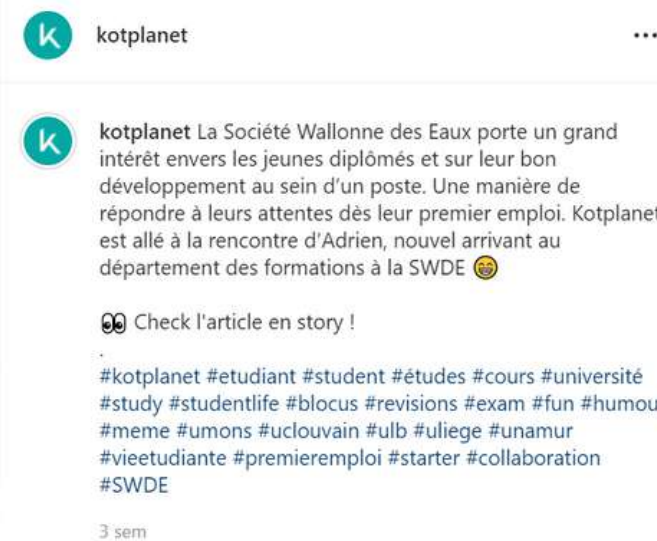 kotplanet
kotplanet La Société Wallonne des Eaux porte un grand
intérêt envers les jeunes diplômés et sur leur bon
développement au sein d'un poste. Une manière de
répondre à leurs attentes dès leur premier emploi. Kotplanet
est allé à la rencontre d'Adrien, nouvel arrivant au
département des formations à la SWDE 😁
👀 Check l'article en story !
.
#kotplanet #etudiant #student #études #cours #université
#study #studentlife #blocus #revisions #exam #fun #humou
#meme #umons #uclouvain #ulb #uliege #unamur
#vieetudiante #premieremploi #starter #collaboration
#SWDE
3 sem